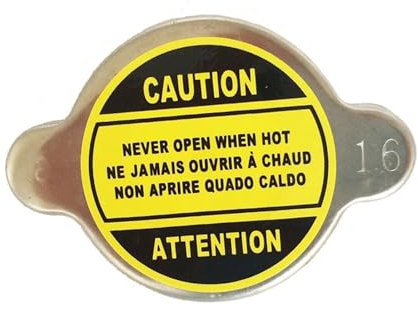 CAUTION
NEVER OPEN WHEN HOT
NE JAMAIS OUVRIR À CHAUD
NON APRIRE QUADO CALDO
1.6
ATTENTION